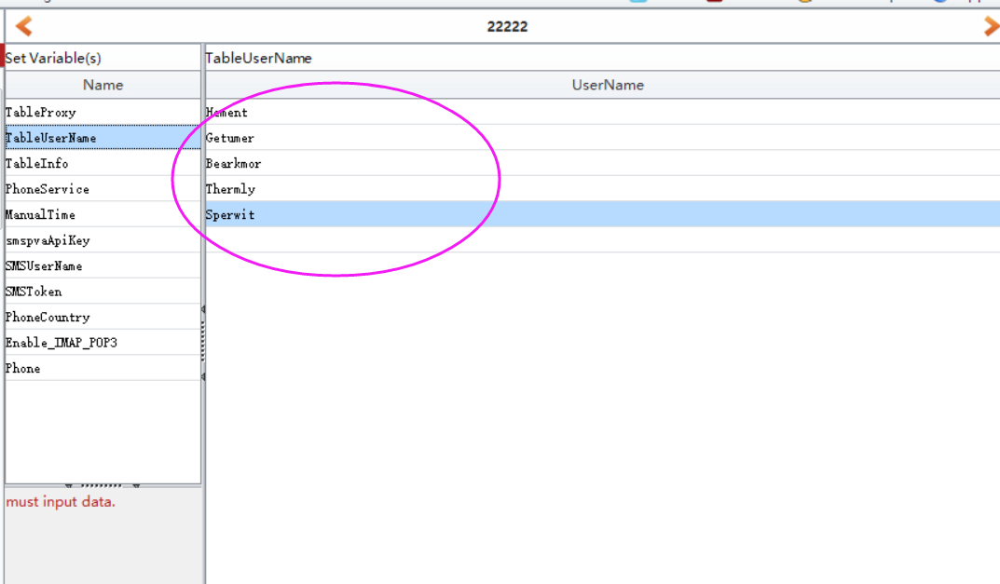 22222
Set Variable(s)
TableUserName
Name
UserName
TableProxy
TableUserName
TableInfo
PhoneService
ManualTime
smspvaApiKey
SMSUserName
SMSToken
PhoneCountry
Enable_IMAP_POP3
Phone
Hement
Getumer
Bearkmor
Thermly
Sperwit
must input data.